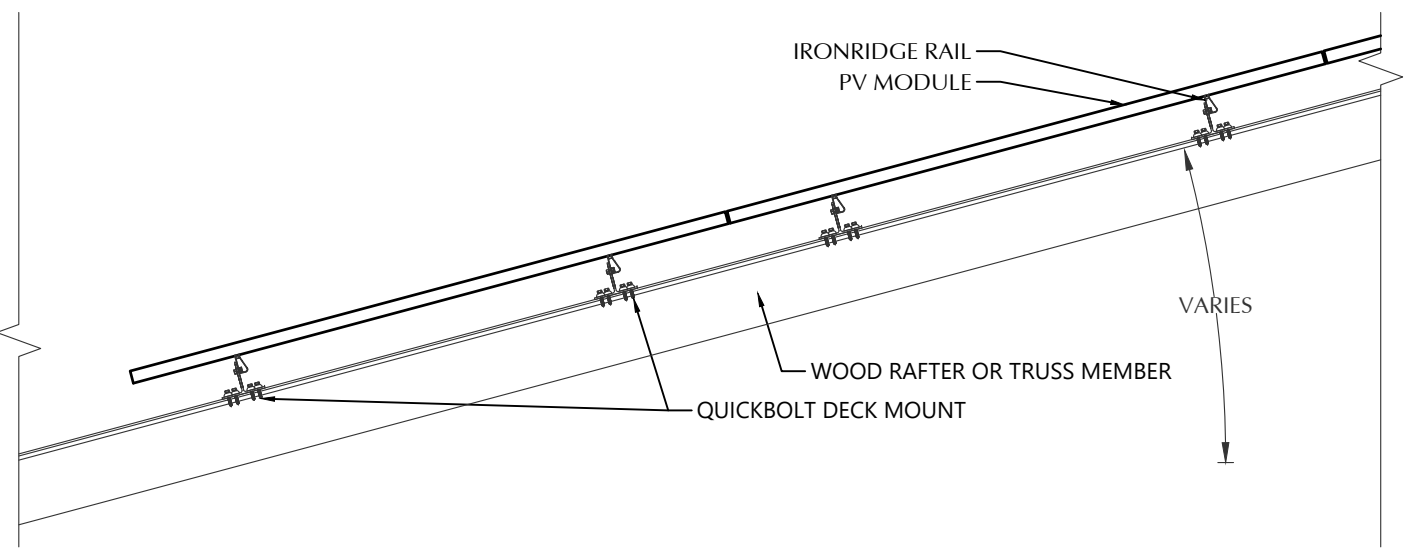 IRONRIDGE RAIL
PV MODULE
VARIES
WOOD RAFTER OR TRUSS MEMBER
QUICKBOLT DECK MOUNT